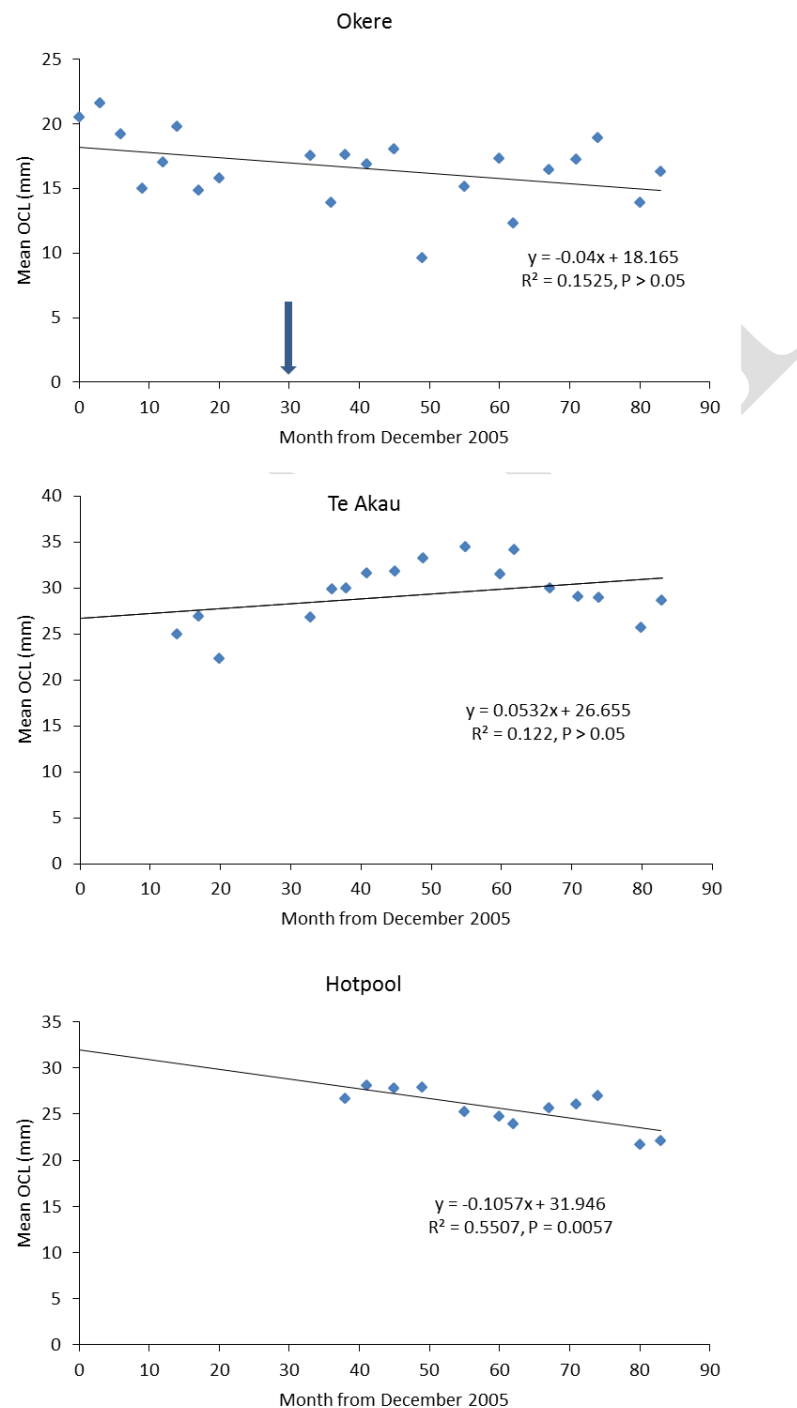 Okere
25
20
15
10
5
0
Mean OCL (mm)
y = -0.04x + 18.165
R² = 0.1525, P > 0.05
0 10 20 30 40 50 60 70 80 90
Month from December 2005
Te Akau
40
35
30
25
20
15
10
5
0
Mean OCL (mm)
y = 0.0532x + 26.655
R² = 0.122, P > 0.05
0 10 20 30 40 50 60 70 80 90
Month from December 2005
Hotpool
35
30
25
20
15
10
5
0
Mean OCL (mm)
y = -0.1057x + 31.946
R² = 0.5507, P = 0.0057
0 10 20 30 40 50 60 70 80 90
Month from December 2005